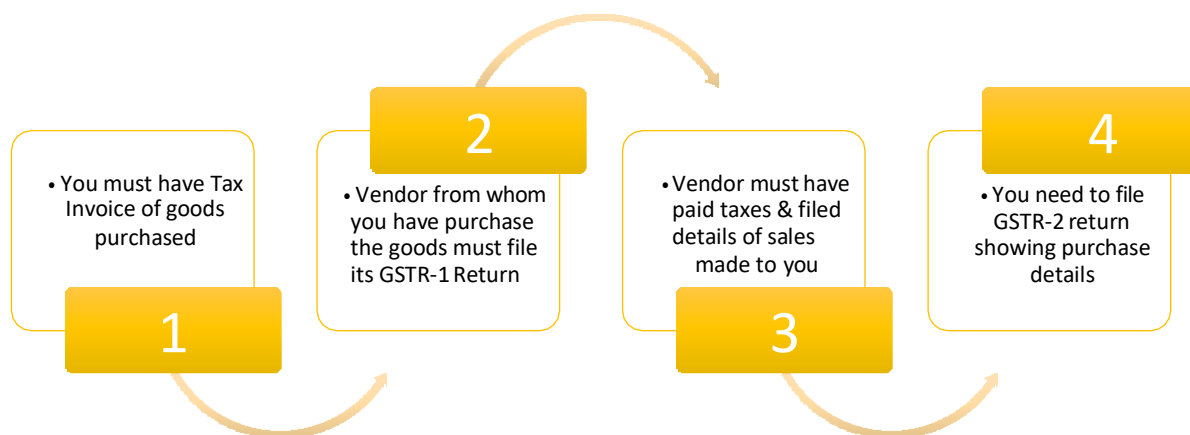 • You must have Tax
Invoice of goods
purchased
1
2
• Vendor from whom
you have purchase
the goods must file
its GSTR-1 Return
• Vendor must have
paid taxes & filed
details of sales
made to you
3
4
• You need to file
GSTR-2 return
showing purchase
details